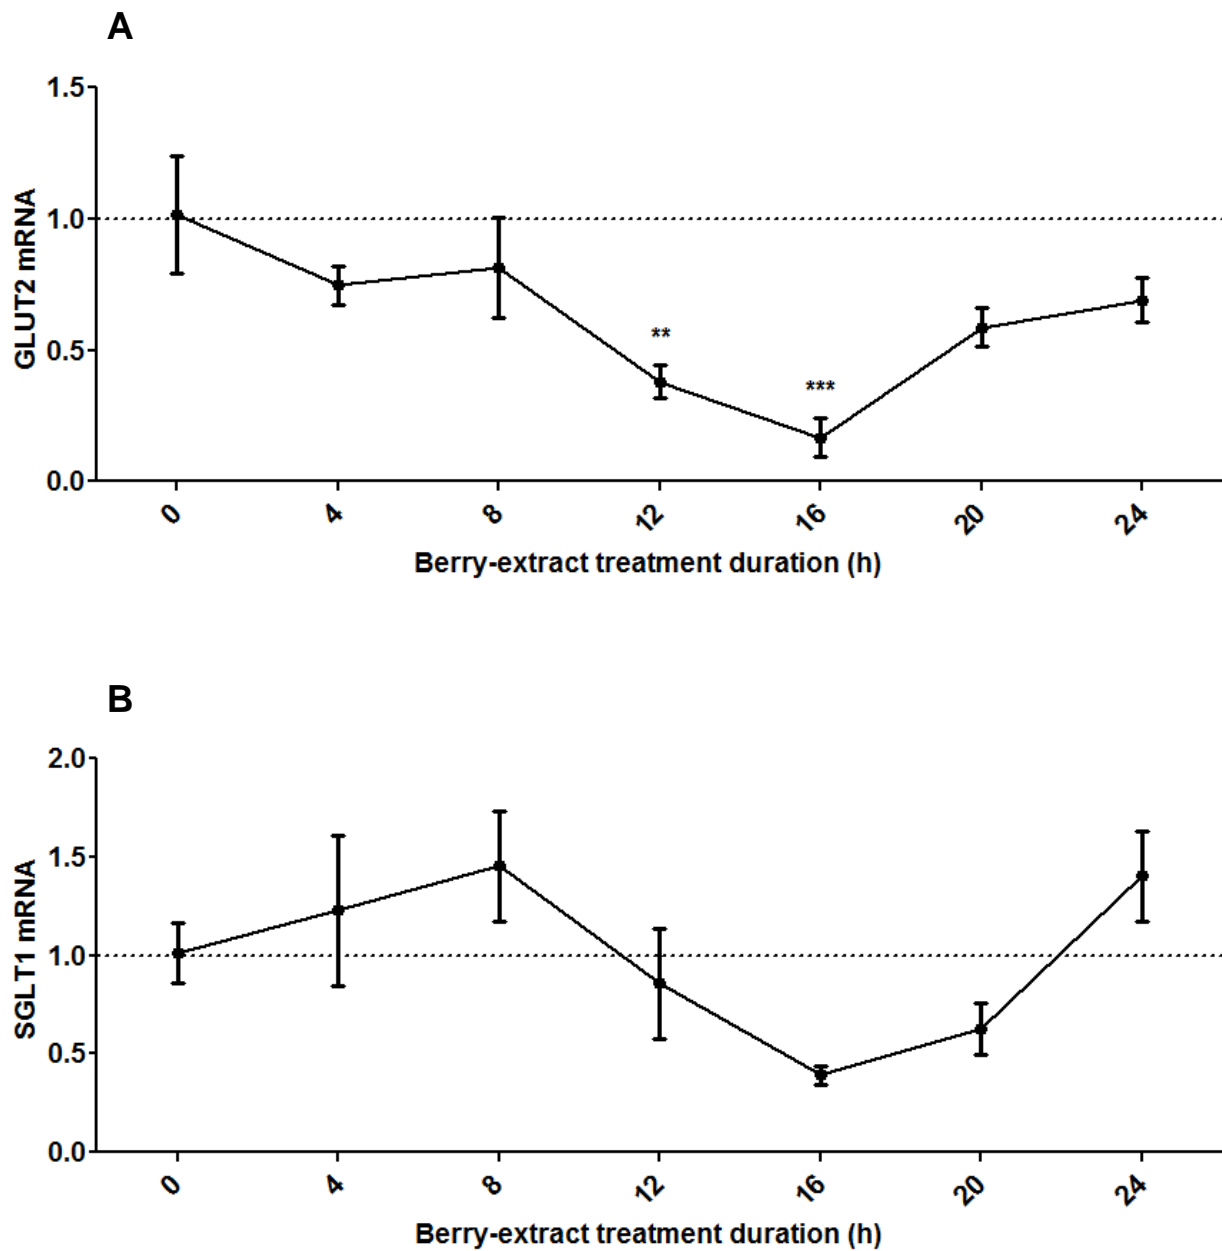 A
1.5
1.0
0.5
0.0
GLUT2 mRNA
**
***
0 4 8 12 16 20 24
Berry-extract treatment duration (h)
B
2.0
1.5
1.0
0.5
0.0
SGLT1 mRNA
0 4 8 12 16 20 24
Berry-extract treatment duration (h)